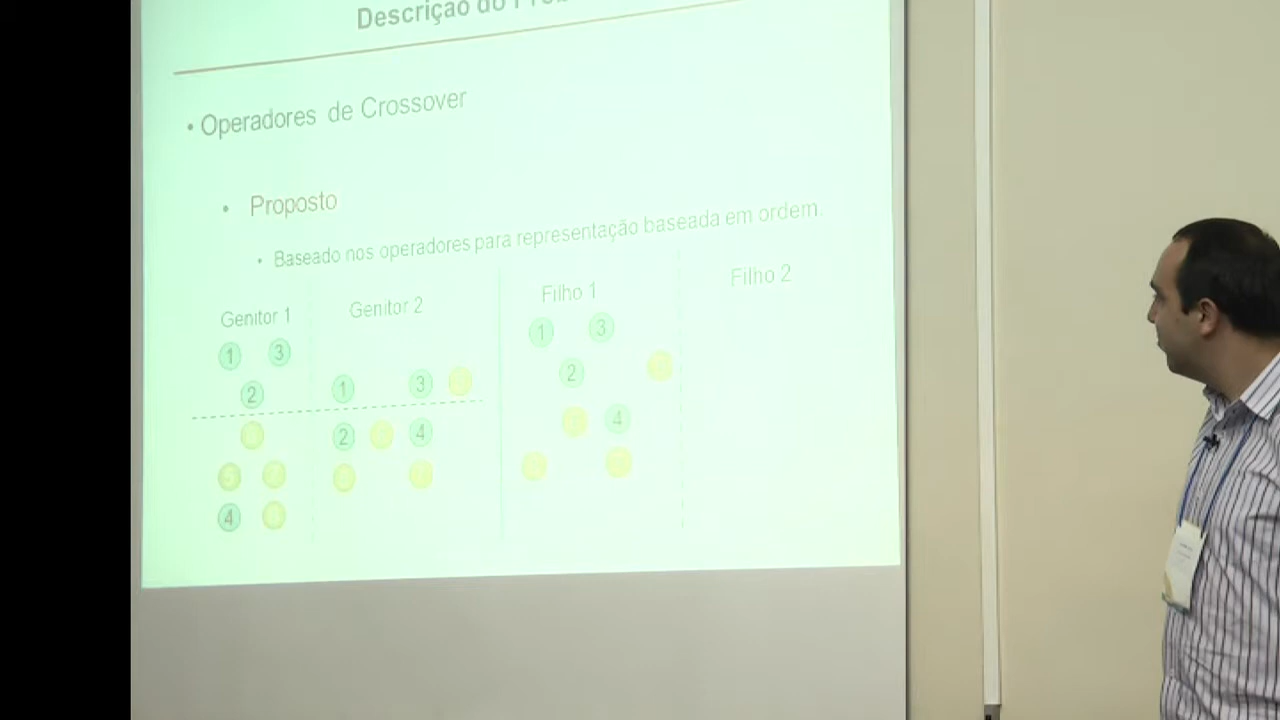 Descrição do
• Operadores de Crossover
• Proposto
• Baseado nos operadores para representação baseada em ordem.
Genitor 1 Genitor 2 Filho 1 Filho 2
1 3 1 3
2 1 3 2
2 4 4
5
4